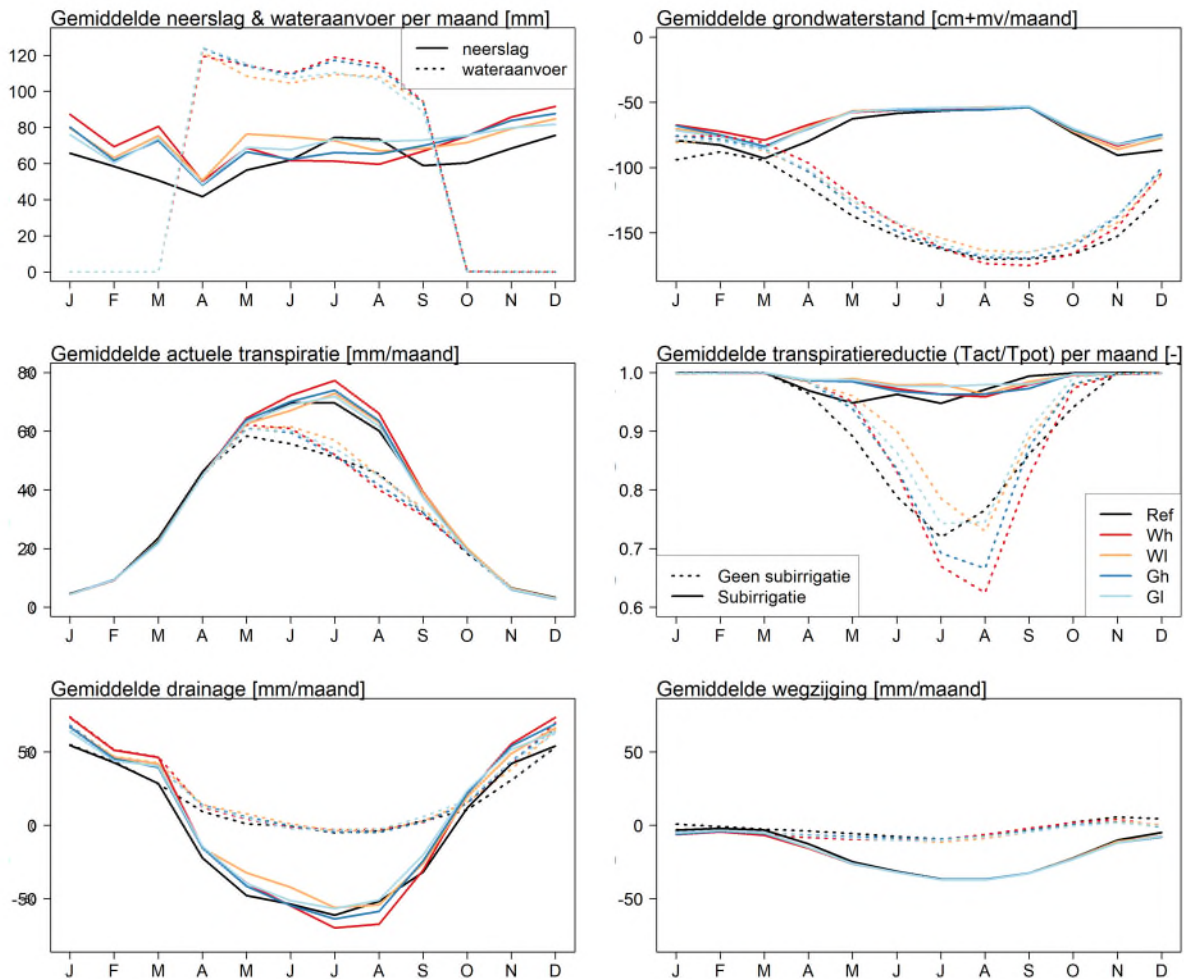 Gemiddelde neerslag & wateraanvoer per maand [mm]
120
100
80
60
40
20
0
neerslag
wateraanvoer
J F M A M J J A S O N D
Gemiddelde grondwaterstand [cm+mv/maand]
0
-50
-100
-150
J F M A M J J A S O N D
Gemiddelde actuele transpiratie [mm/maand]
80
60
40
20
0
J F M A M J J A S O N D
Gemiddelde transpiratiereductie (Tact/Tpot) per maand [-]
1.0
0.9
0.8
0.7
0.6
Geen subirrigatie
Subirrigatie
Ref
Wh
Wl
Gh
Gl
J F M A M J J A S O N D
Gemiddelde drainage [mm/maand]
50
0
-50
J F M A M J J A S O N D
Gemiddelde wegzijging [mm/maand]
50
0
-50
J F M A M J J A S O N D